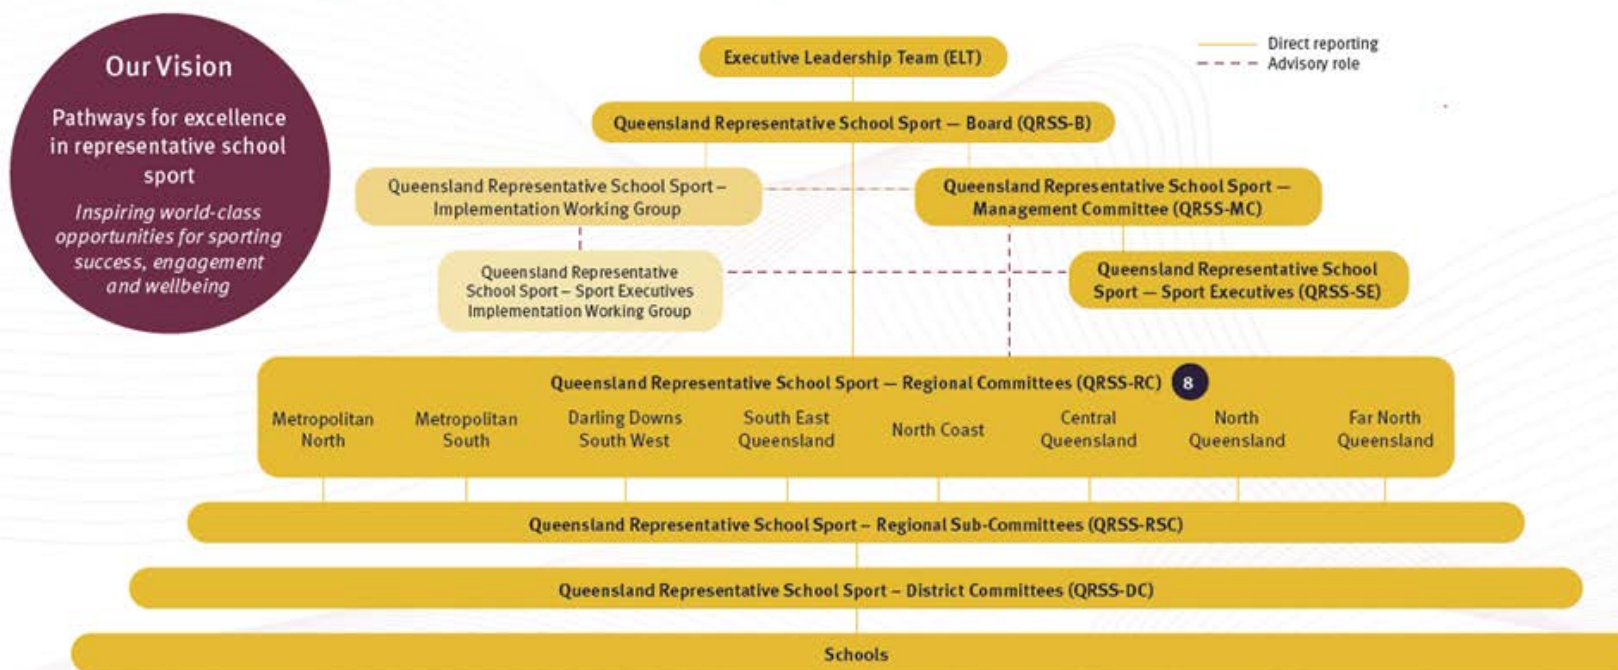 Our Vision
Pathways for excellence
in representative school
sport
Inspiring world-class
opportunities for sporting
success, engagement
and wellbeing
Direct reporting
Advisory role
Executive Leadership Team (ELT)
Queensland Representative School Sport — Board (QRSS-B)
Queensland Representative School Sport –
Implementation Working Group
Queensland Representative School Sport —
Management Committee (QRSS-MC)
Queensland Representative
School Sport – Sport Executives
Implementation Working Group
Queensland Representative School
Sport — Sport Executives (QRSS-SE)
Queensland Representative School Sport — Regional Committees (QRSS-RC) 8
Metropolitan
North
Metropolitan
South
Darling Downs
South West
South East
Queensland
North Coast
Central
Queensland
North
Queensland
Far North
Queensland
Queensland Representative School Sport – Regional Sub-Committees (QRSS-RSC)
Queensland Representative School Sport – District Committees (QRSS-DC)
Schools